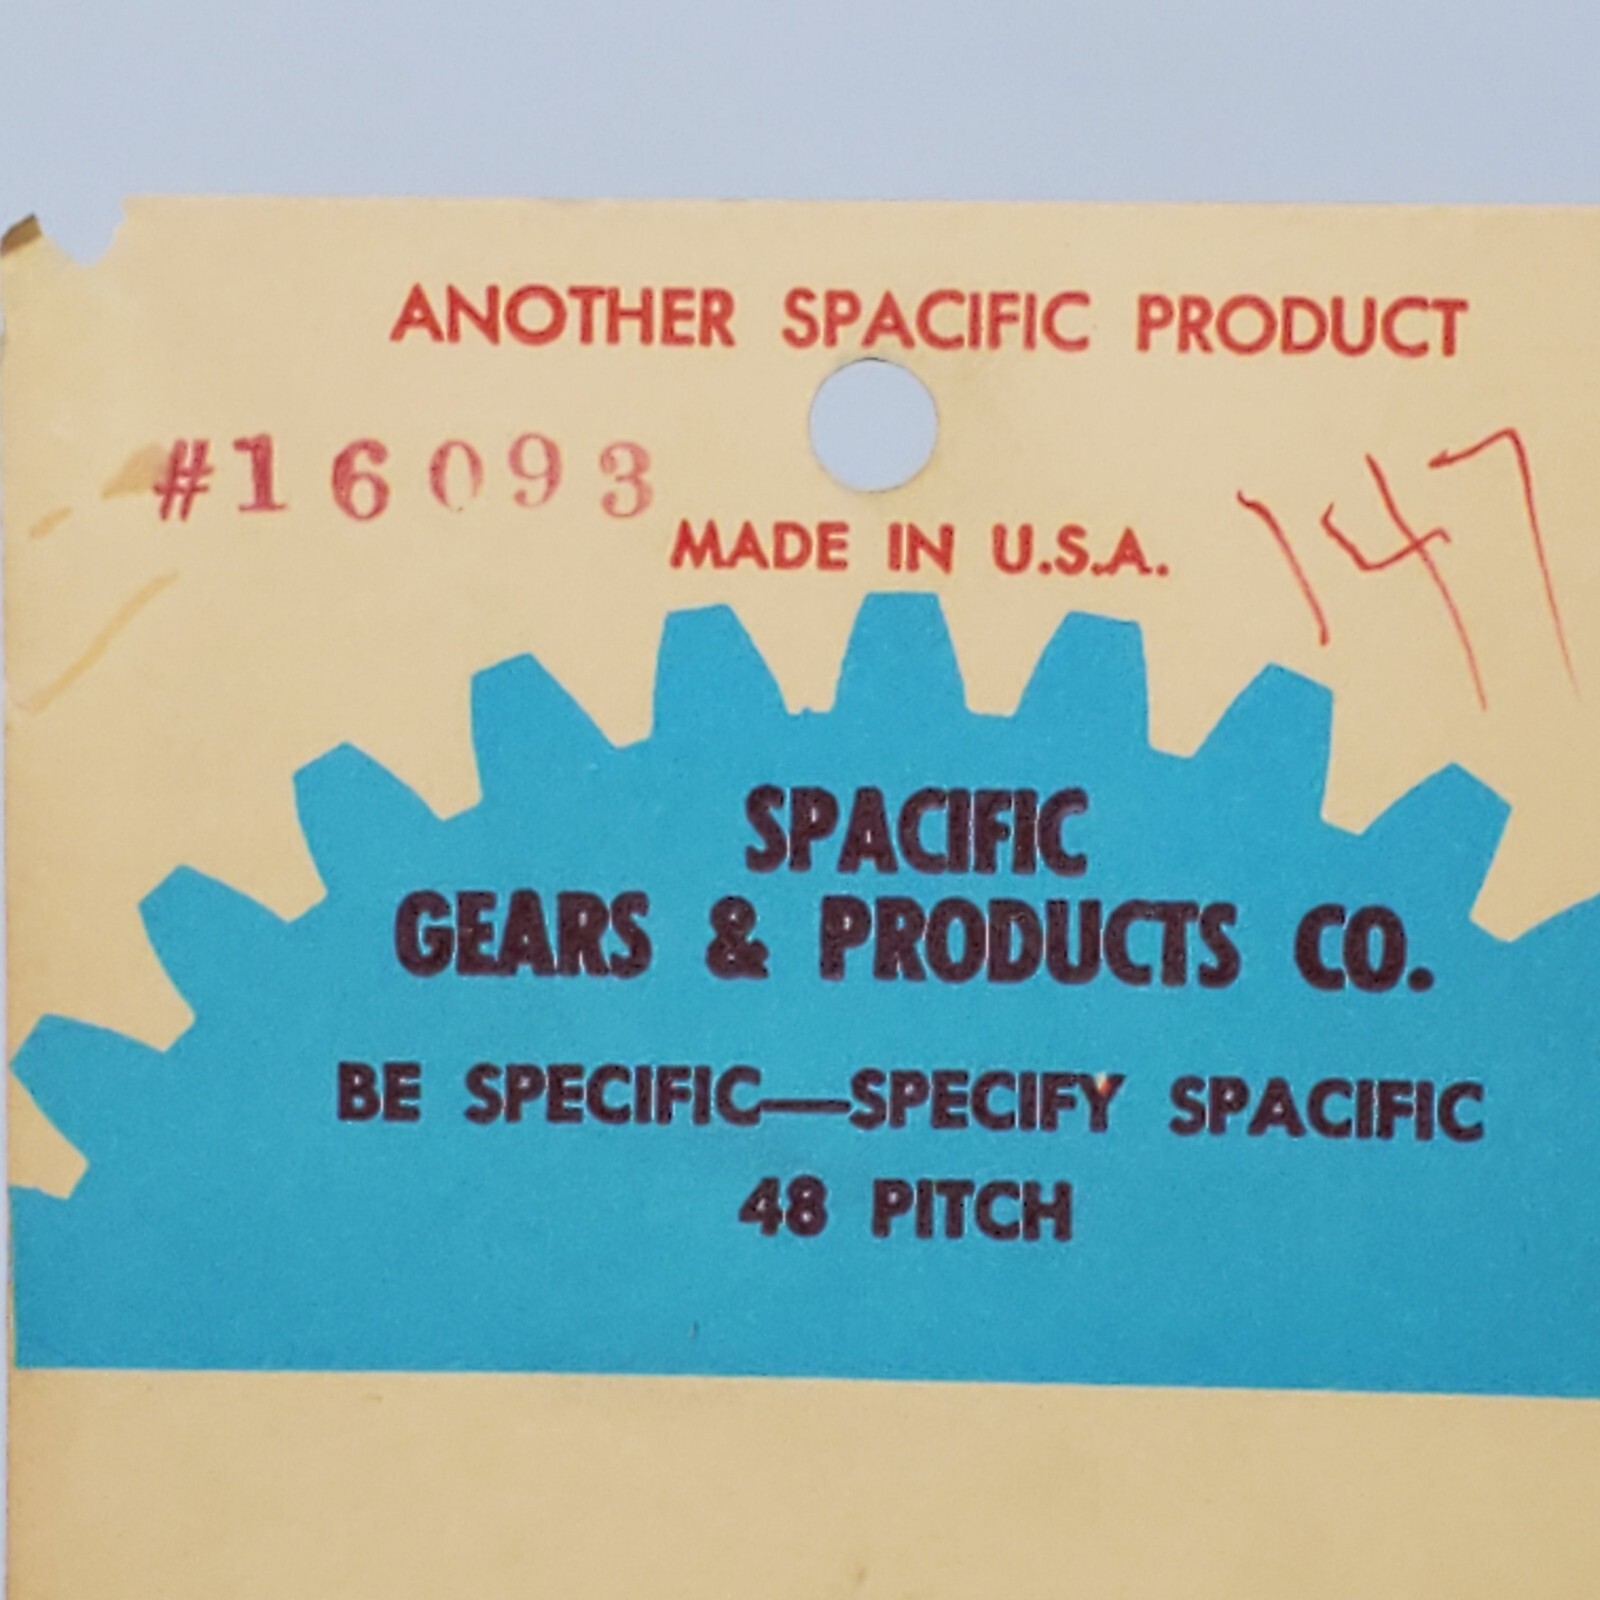 ANOTHER SPACIFIC PRODUCT
#16093
147
MADE IN U.S.A.
SPACIFIC
GEARS & PRODUCTS CO.
BE SPECIFIC—SPECIFY SPACIFIC
48 PITCH